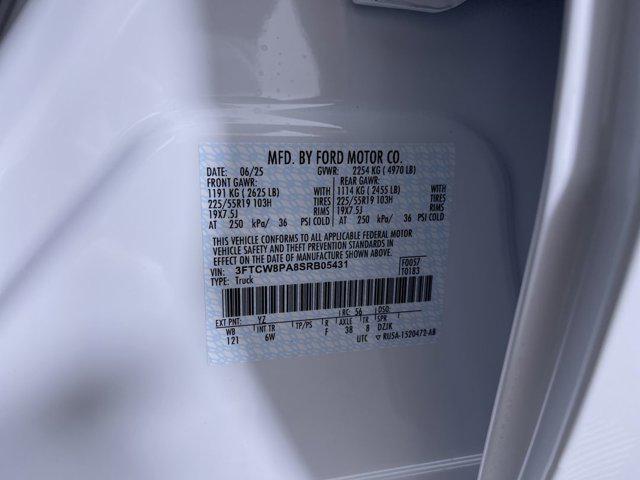 MFD. BY FORD MOTOR CO.
DATE: 06/25 GVWR: 2254 KG ( 4970 LB)
FRONT GAWR: REAR GAWR:
1191 KG ( 2625 LB) WITH 1114 KG ( 2455 LB) WITH
225/55R19 103H TIRES 225/55R19 103H TIRES
19X7.5J RIMS 19X7.5J RIMS
AT 250 kPa/ 36 PSI COLD AT 250 kPa/ 36 PSI COLD
THIS VEHICLE CONFORMS TO ALL APPLICABLE FEDERAL MOTOR
VEHICLE SAFETY AND THEFT PREVENTION STANDARDS IN
EFFECT ON THE DATE OF MANUFACTURE SHOWN ABOVE.
VIN: 3FTCW8PA8SRB05431 F0057
TYPE: Truck T0183
EXT PNT: YZ RC: 56 DSO:
WB INT TR TP/PS R AXLE TR SPR
121 6W F 38 8 DZJK
UTC RU5A-1520472-AB